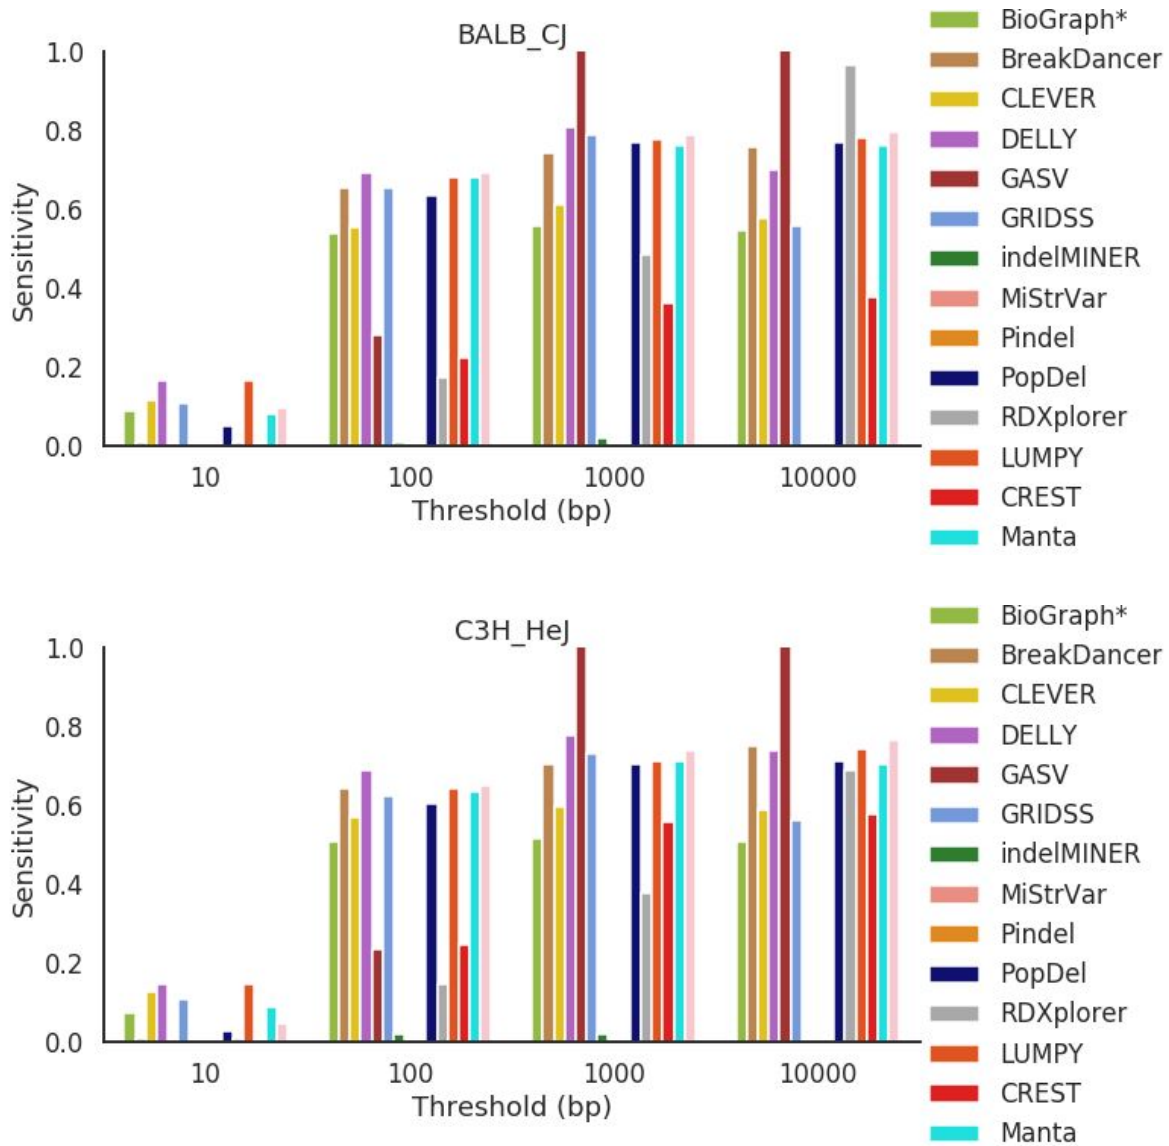 BALB_CJ
1.0
0.8
0.6
0.4
0.2
0.0
Sensitivity
10 100 1000 10000
Threshold (bp)
BioGraph*
BreakDancer
CLEVER
DELLY
GASV
GRIDSS
indelMINER
MiStrVar
Pindel
PopDel
RDXplorer
LUMPY
CREST
Manta
C3H_HeJ
1.0
0.8
0.6
0.4
0.2
0.0
Sensitivity
10 100 1000 10000
Threshold (bp)
BioGraph*
BreakDancer
CLEVER
DELLY
GASV
GRIDSS
indelMINER
MiStrVar
Pindel
PopDel
RDXplorer
LUMPY
CREST
Manta